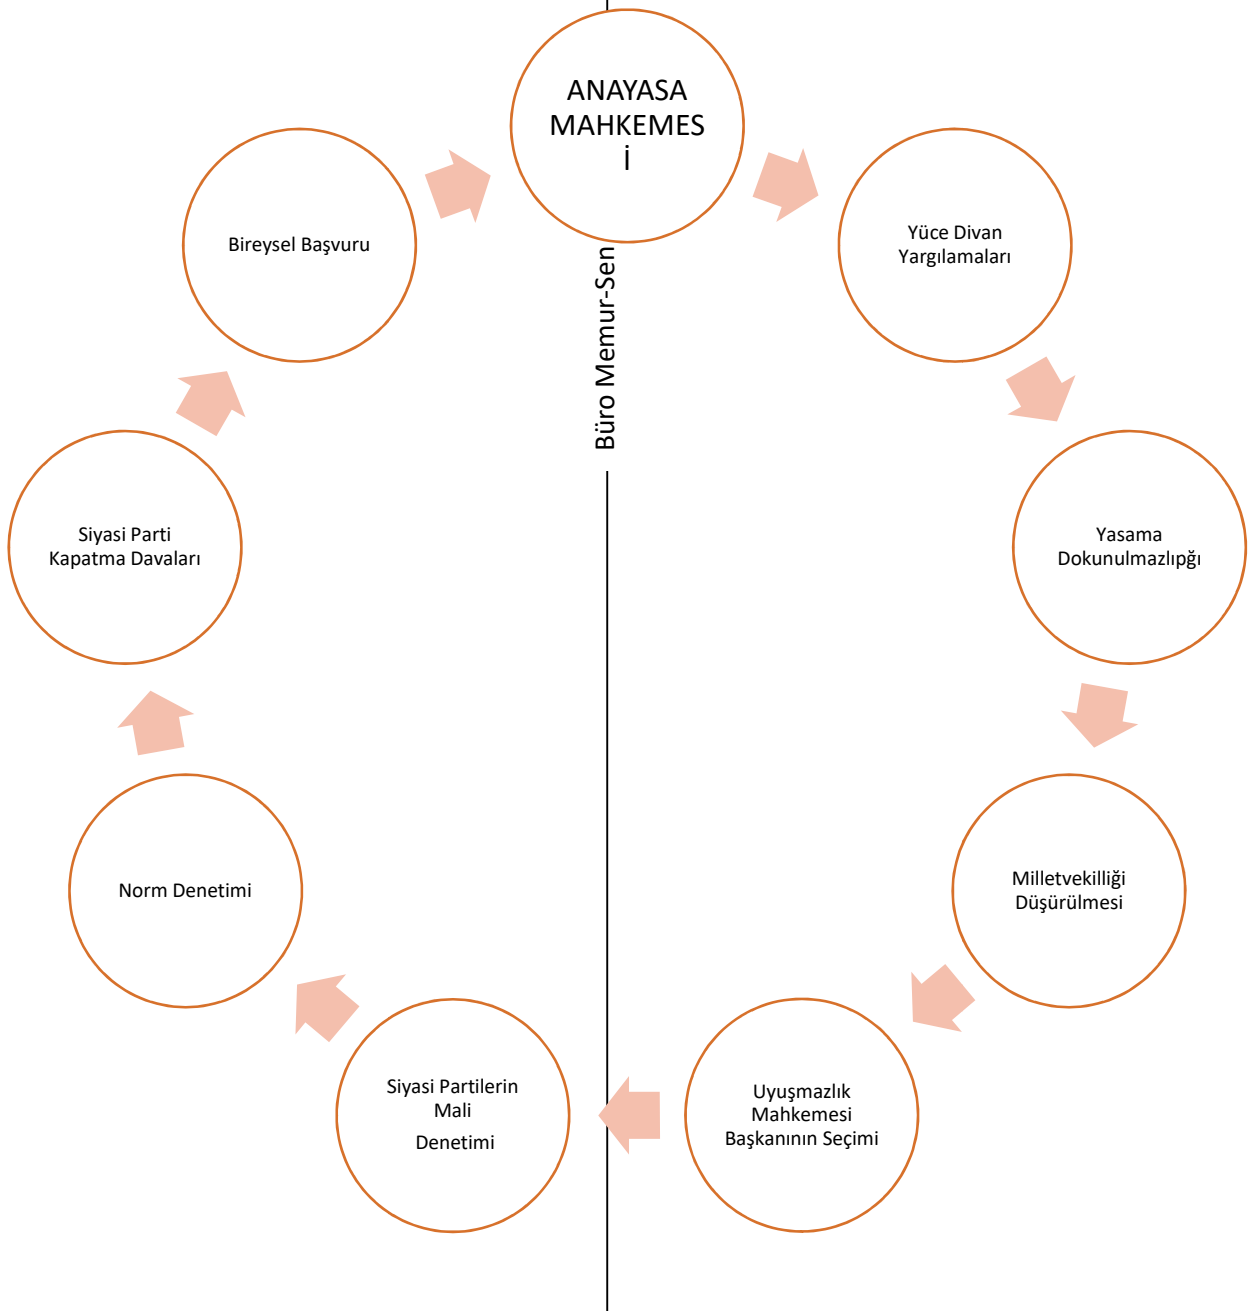 ANAYASA
MAHKEMES
İ
Yüce Divan
Yargılamaları
Yasama
Dokunulmazlıpğı
Milletvekilliği
Düşürülmesi
Uyuşmazlık
Mahkemesi
Başkanının Seçimi
Siyasi Partilerin
Mali
Denetimi
Norm Denetimi
Siyasi Parti
Kapatma Davaları
Bireysel Başvuru
Büro Memur-Sen